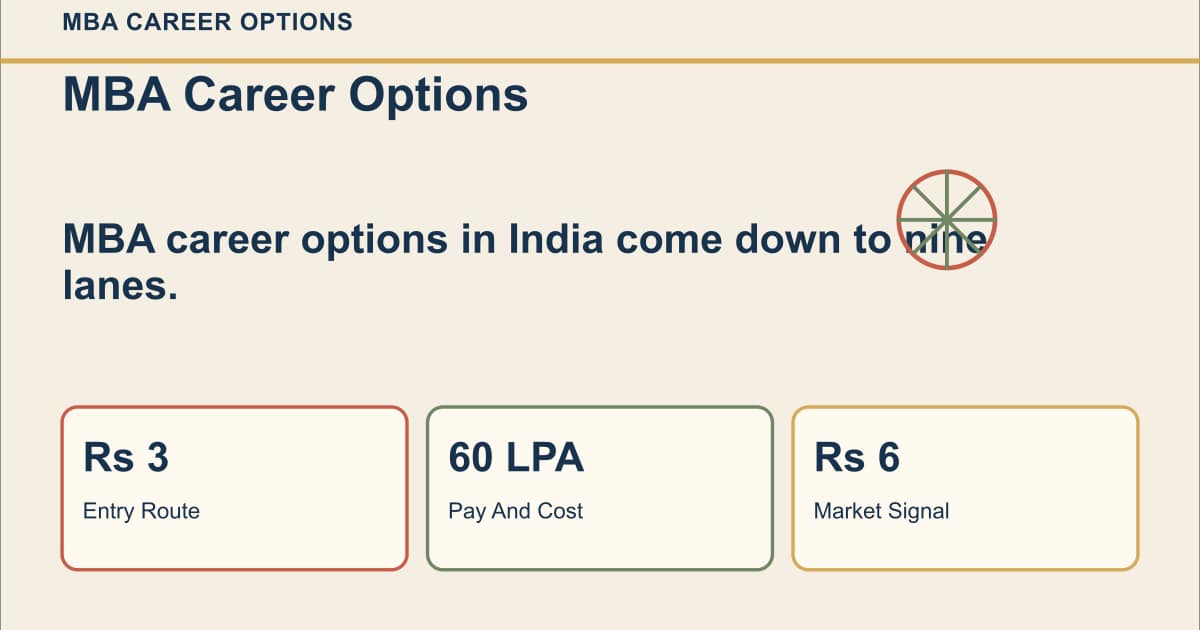 MBA CAREER OPTIONS
MBA Career Options
MBA career options in India come down to nine
lanes.
Rs 3
Entry Route
60 LPA
Pay And Cost
Rs 6
Market Signal